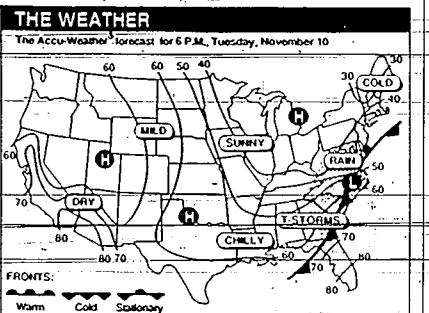 THE WEATHER
The Accu-Weather forecast for 6 P.M., Tuesday, November 10
60 60 50 40 30
30 COLD
40
MILD SUNNY H
60 H RAIN 50
L 60
70 DRY H T-STORMS 70
80 80 70 CHILLY 60 70 80
FRONTS:
Warm Cold Stationary